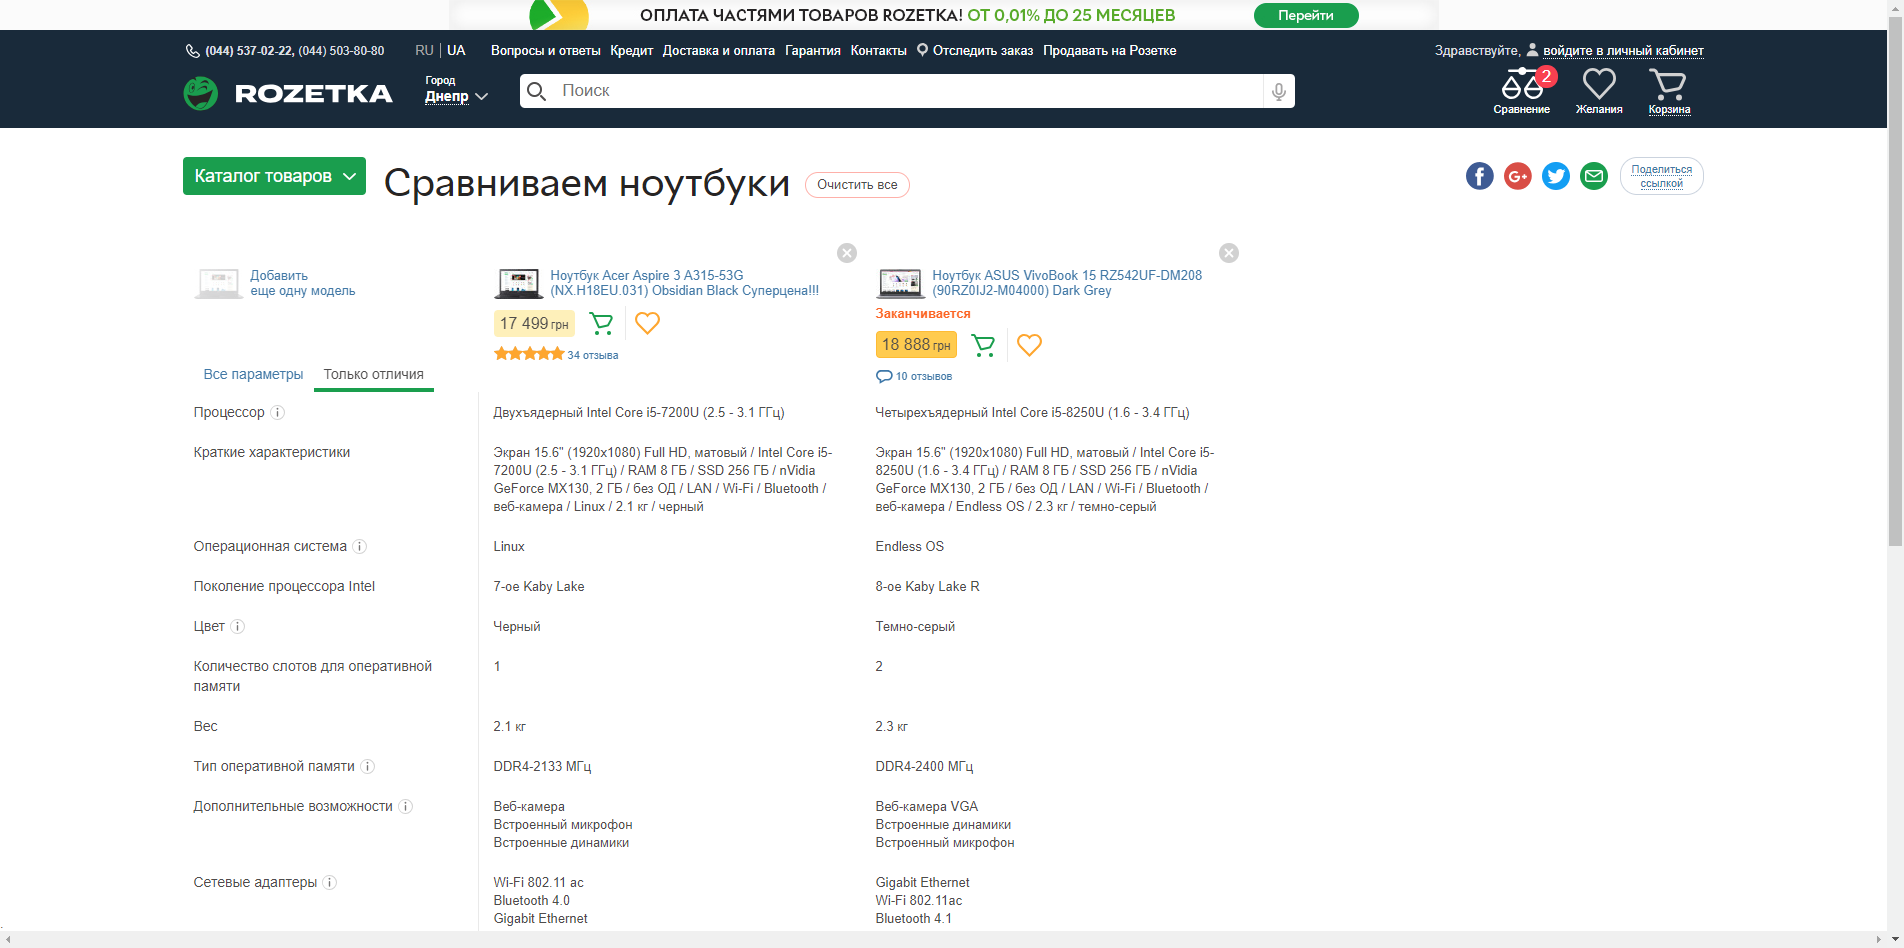 ОПЛАТА ЧАСТЯМИ ТОВАРОВ ROZETKA! ОТ 0,01% ДО 25 МЕСЯЦЕВ Перейти
(044) 537-02-22, (044) 503-80-80 RU UA Вопросы и ответы Кредит Доставка и оплата Гарантия Контакты Отследить заказ Продавать на Розетке Здравствуйте, войдите в личный кабинет
ROZETKA
Город
Днепр
Поиск
2
Сравнение Желания Корзина
Каталог товаров Сравниваем ноутбуки Очистить все
G+
Поделиться
ссылкой
Добавить
еще одну модель
Ноутбук Acer Aspire 3 A315-53G
(NX.H18EU.031) Obsidian Black Суперцена!!!
17 499 грн
34 отзыва
Ноутбук ASUS VivoBook 15 RZ542UF-DM208
(90RZ0IJ2-M04000) Dark Grey
Заканчивается
18 888 грн
10 отзывов
Все параметры Только отличия
Процессор i Двухъядерный Intel Core i5-7200U (2.5 - 3.1 ГГц) Четырехъядерный Intel Core i5-8250U (1.6 - 3.4 ГГц)
Краткие характеристики
Экран 15.6" (1920x1080) Full HD, матовый / Intel Core i5-
7200U (2.5 - 3.1 ГГц) / RAM 8 ГБ / SSD 256 ГБ / nVidia
GeForce MX130, 2 ГБ / без ОД / LAN / Wi-Fi / Bluetooth /
веб-камера / Linux / 2.1 кг / черный
Экран 15.6" (1920x1080) Full HD, матовый / Intel Core i5-
8250U (1.6 - 3.4 ГГц) / RAM 8 ГБ / SSD 256 ГБ / nVidia
GeForce MX130, 2 ГБ / без ОД / LAN / Wi-Fi / Bluetooth /
веб-камера / Endless OS / 2.3 кг / темно-серый
Операционная система i Linux Endless OS
Поколение процессора Intel 7-ое Kaby Lake 8-ое Kaby Lake R
Цвет i Черный Темно-серый
Количество слотов для оперативной
памяти
1 2
Вес 2.1 кг 2.3 кг
Тип оперативной памяти i DDR4-2133 МГц DDR4-2400 МГц
Дополнительные возможности i
Веб-камера
Встроенный микрофон
Встроенные динамики
Веб-камера VGA
Встроенные динамики
Встроенный микрофон
Сетевые адаптеры i
Wi-Fi 802.11 ac
Bluetooth 4.0
Gigabit Ethernet
Gigabit Ethernet
Wi-Fi 802.11ac
Bluetooth 4.1